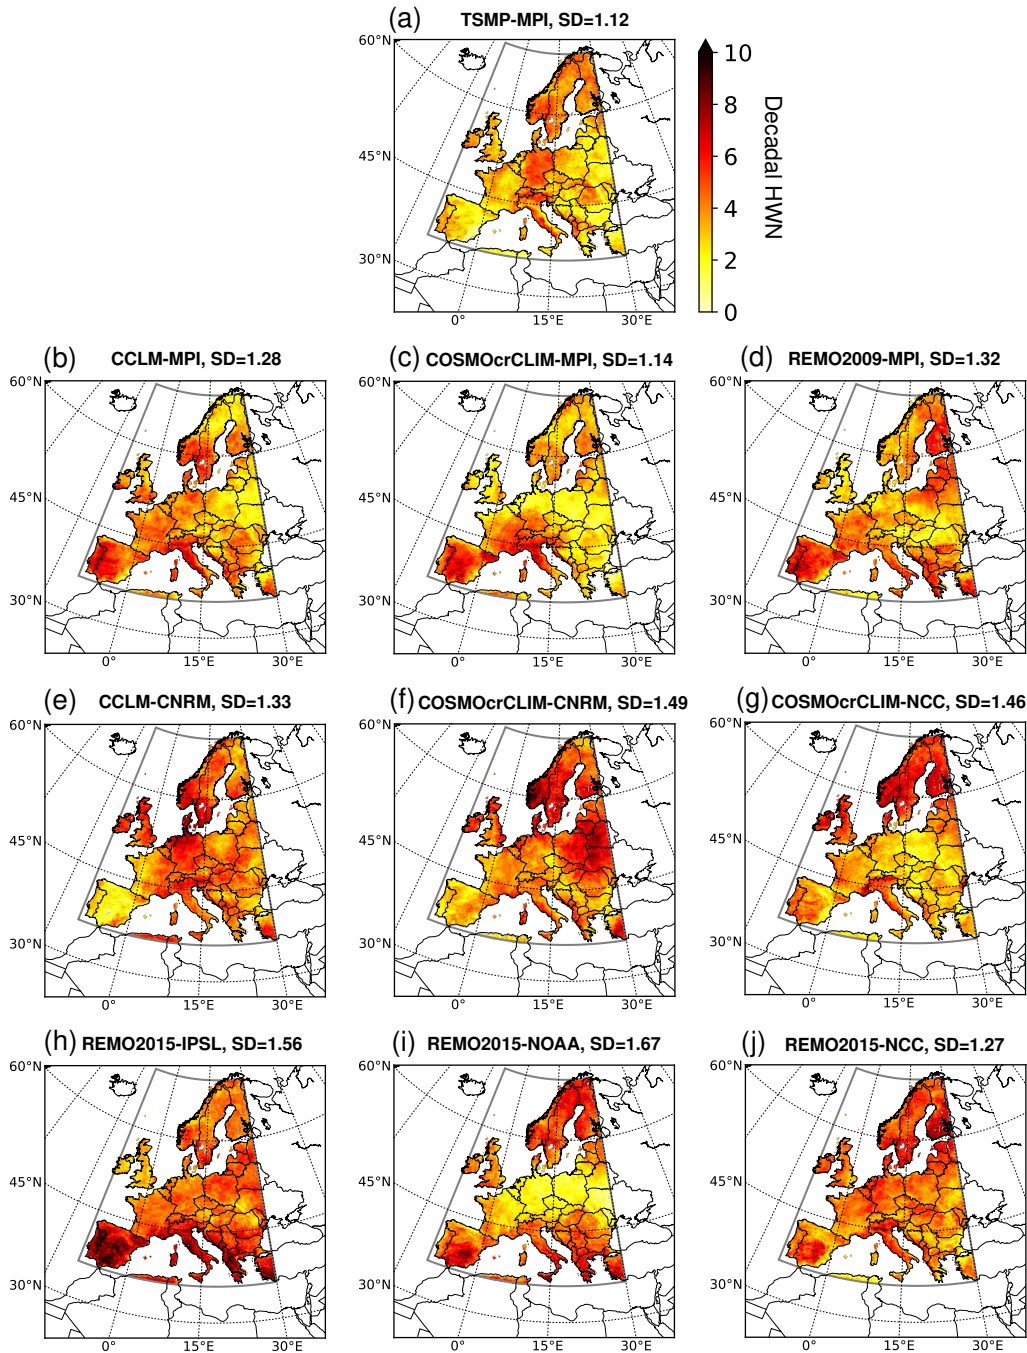 (a)
TSMP-MPI, SD=1.12
60°N
45°N
30°N
0°
15°E
30°E
10
8
6
4
2
0
Decadal HWN
(b)
CCLM-MPI, SD=1.28
60°N
45°N
30°N
0°
15°E
30°E
(c)
COSMOcrCLIM-MPI, SD=1.14
60°N
45°N
30°N
0°
15°E
30°E
(d)
REMO2009-MPI, SD=1.32
60°N
45°N
30°N
0°
15°E
30°E
(e)
CCLM-CNRM, SD=1.33
60°N
45°N
30°N
0°
15°E
30°E
(f)
COSMOcrCLIM-CNRM, SD=1.49
60°N
45°N
30°N
0°
15°E
30°E
(g)
COSMOcrCLIM-NCC, SD=1.46
60°N
45°N
30°N
0°
15°E
30°E
(h)
REMO2015-IPSL, SD=1.56
60°N
45°N
30°N
0°
15°E
30°E
(i)
REMO2015-NOAA, SD=1.67
60°N
45°N
30°N
0°
15°E
30°E
(j)
REMO2015-NCC, SD=1.27
60°N
45°N
30°N
0°
15°E
30°E